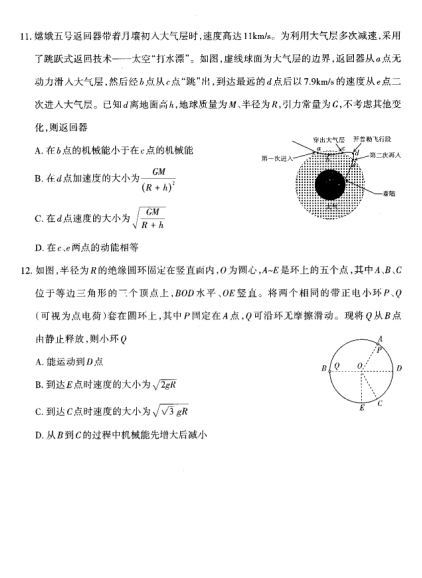 11. 嫦娥五号返回器带着月壤初入大气层时,速度高达11km/s。为利用大气层多次减速,采用
了跳跃式返回技术——太空“打水漂”。如图,虚线球面为大气层的边界,返回器从a点无
动力滑入大气层,然后经b点从c点“跳”出,到达最远的d点后以7.9km/s的速度从e点二
次进入大气层。已知d离地面高h,地球质量为M、半径为R,引力常量为G,不考虑其他变
化,则返回器
A. 在b点的机械能小于在c点的机械能
B. 在d点加速度的大小为 GM/(R + h)²
C. 在d点速度的大小为 √(GM/(R + h))
D. 在c、e两点的动能相等
穿出大气层 开普勒飞行段
第一次进入
a
b
c
d
第二次再入
着陆
12. 如图,半径为R的绝缘圆环固定在竖直面内,O为圆心,A~E是环上的五个点,其中A、B、C
位于等边三角形的三个顶点上,BOD水平、OE竖直。将两个相同的带正电小环P、Q
(可视为点电荷)套在圆环上,其中P固定在A点,Q可沿环无摩擦滑动。现将Q从B点
由静止释放,则小环Q
A. 能运动到D点
B. 到达E点时速度的大小为√2gR
C. 到达C点时速度的大小为√(√3 gR)
D. 从B到C的过程中机械能先增大后减小
A
P
B
Q
O
D
E
C